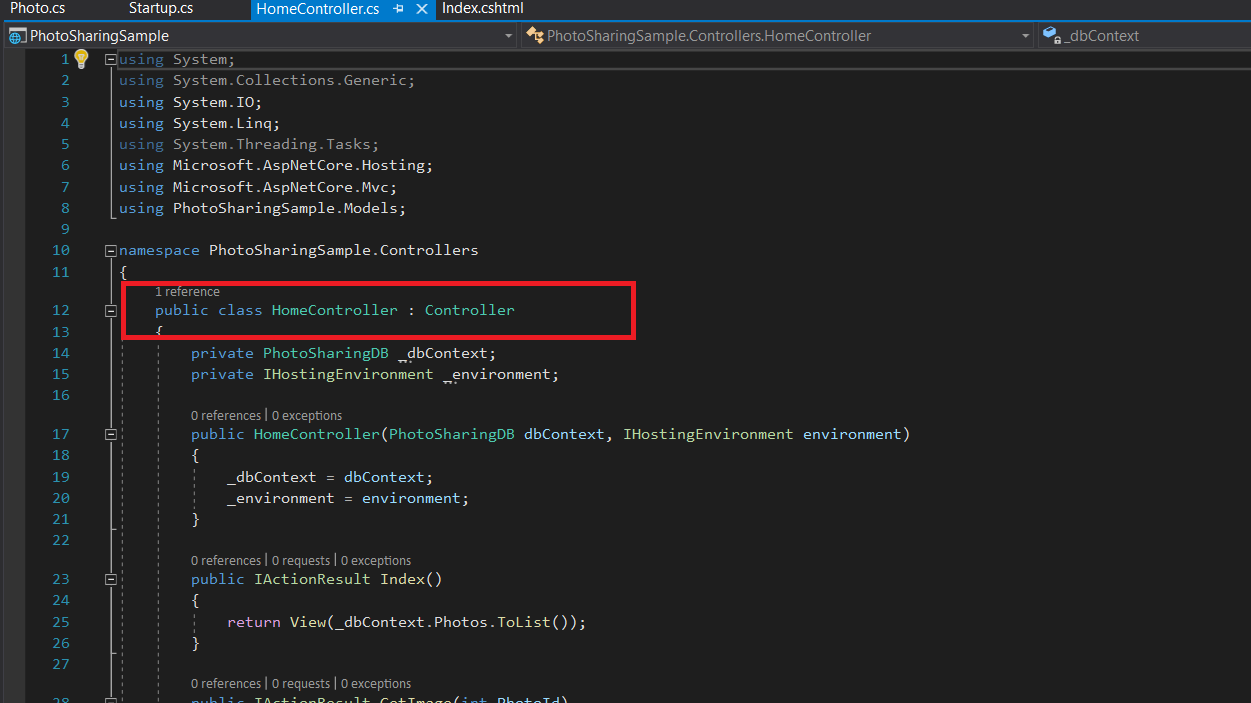 Photo.cs Startup.cs HomeController.cs Index.cshtml
PhotoSharingSample PhotoSharingSample.Controllers.HomeController _dbContext
1 using System;
2 using System.Collections.Generic;
3 using System.IO;
4 using System.Linq;
5 using System.Threading.Tasks;
6 using Microsoft.AspNetCore.Hosting;
7 using Microsoft.AspNetCore.Mvc;
8 using PhotoSharingSample.Models;
9
10 namespace PhotoSharingSample.Controllers
11 {
1 reference
12 public class HomeController : Controller
13 {
14 private PhotoSharingDB _dbContext;
15 private IHostingEnvironment _environment;
16
0 references | 0 exceptions
17 public HomeController(PhotoSharingDB dbContext, IHostingEnvironment environment)
18 {
19 _dbContext = dbContext;
20 _environment = environment;
21 }
22
0 references | 0 requests | 0 exceptions
23 public IActionResult Index()
24 {
25 return View(_dbContext.Photos.ToList());
26 }
27
0 references | 0 requests | 0 exceptions
28 public IActionResult GetImage(int PhotoId)